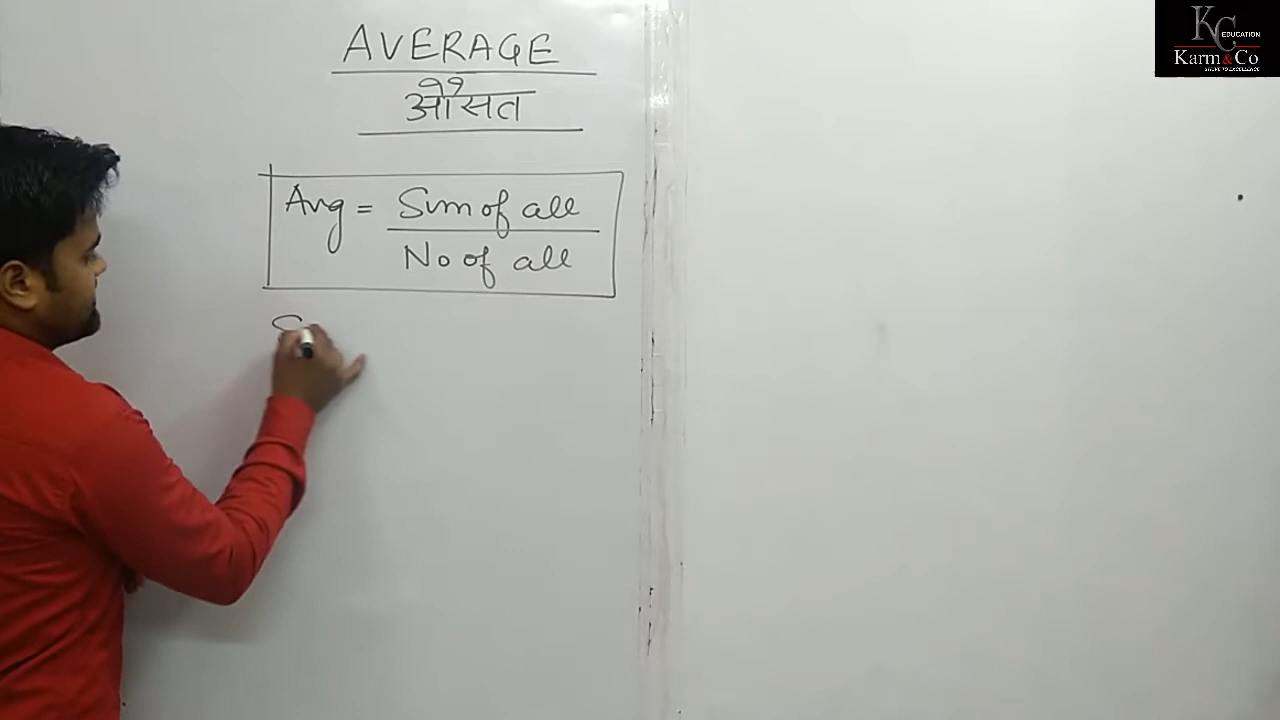 AVERAGE
औसत
Avg = Sum of all
No of all
S
KC EDUCATION
Karm&Co